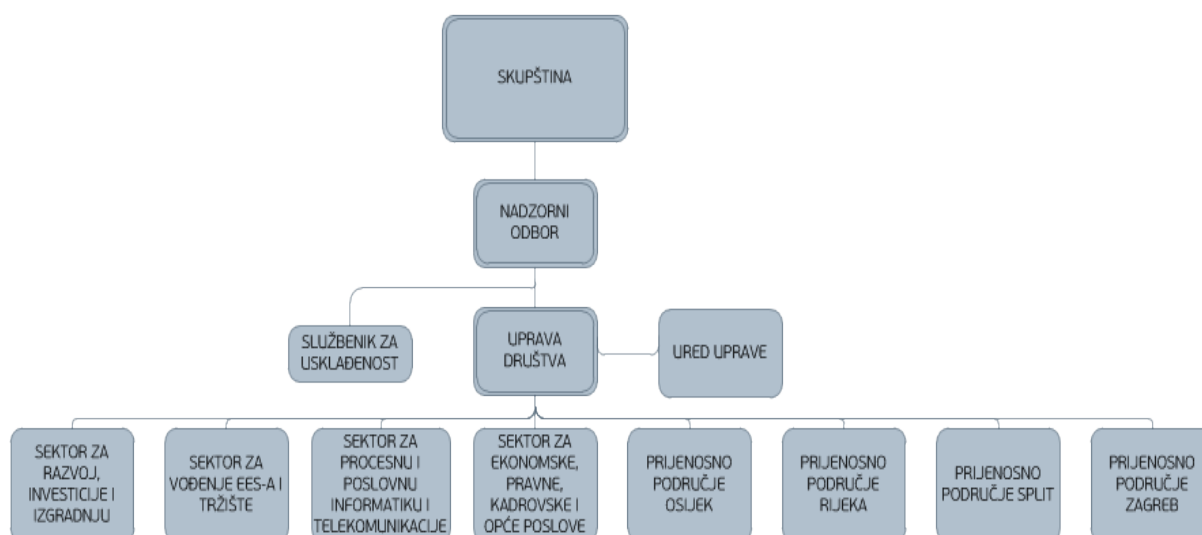 SKUPŠTINA
NADZORNI
ODBOR
SLUŽBENIK ZA
USKLAĐENOST
UPRAVA
DRUŠTVA
URED UPRAVE
SEKTOR ZA
RAZVOJ,
INVESTICIJE I
IZGRADNJU
SEKTOR ZA
VOĐENJE EES-A I
TRŽIŠTE
SEKTOR ZA
PROCESNU I
POSLOVNU
INFORMATIKU I
TELEKOMUNIKACIJE
SEKTOR ZA
EKONOMSKE,
PRAVNE,
KADROVSKE I
OPĆE POSLOVE
PRIJENOSNO
PODRUČJE
OSIJEK
PRIJENOSNO
PODRUČJE
RIJEKA
PRIJENOSNO
PODRUČJE SPLIT
PRIJENOSNO
PODRUČJE
ZAGREB